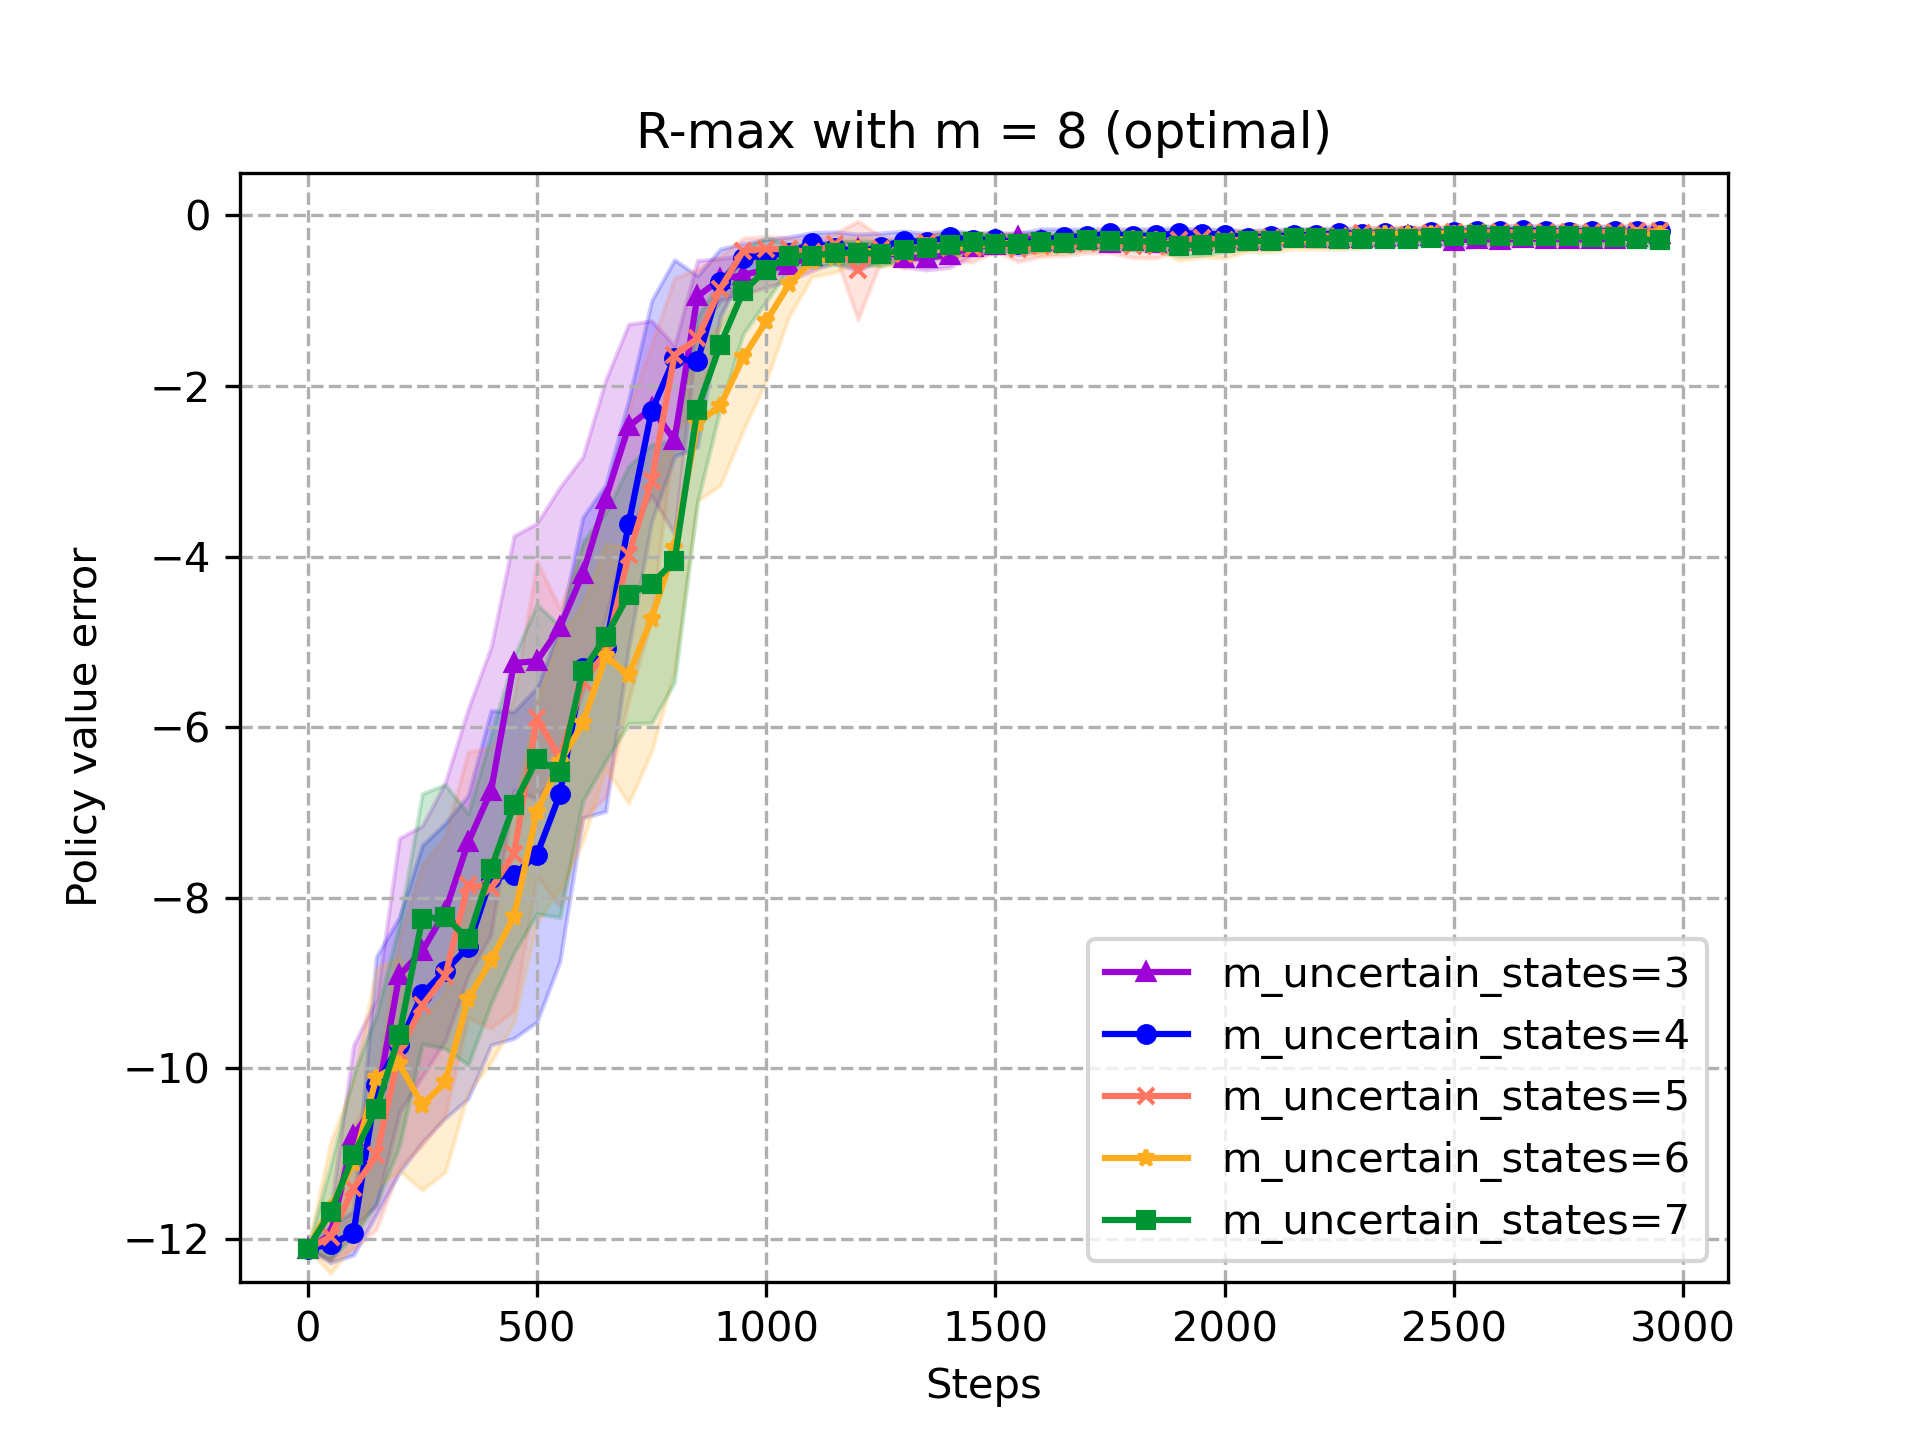 R-max with m = 8 (optimal)
Policy value error
0
−2
−4
−6
−8
−10
−12
m_uncertain_states=3
m_uncertain_states=4
m_uncertain_states=5
m_uncertain_states=6
m_uncertain_states=7
0 500 1000 1500 2000 2500 3000
Steps